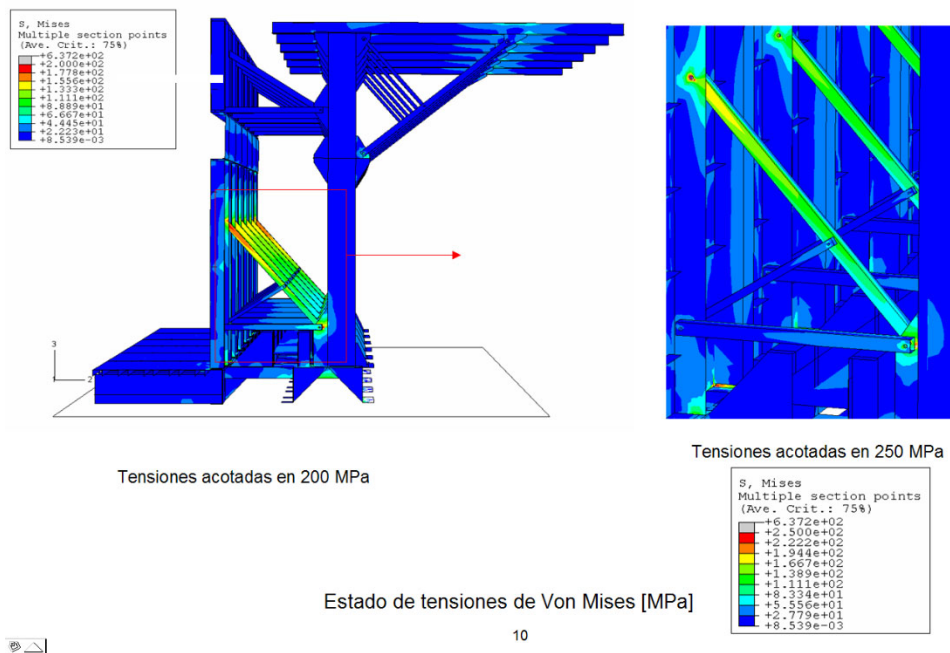 S, Mises
Multiple section points
(Ave. Crit.: 75%)
+6.372e+02
+2.000e+02
+1.778e+02
+1.556e+02
+1.333e+02
+1.111e+02
+8.889e+01
+6.667e+01
+4.445e+01
+2.223e+01
+8.539e-03
3
2
Tensiones acotadas en 200 MPa
Tensiones acotadas en 250 MPa
S, Mises
Multiple section points
(Ave. Crit.: 75%)
+6.372e+02
+2.500e+02
+2.222e+02
+1.944e+02
+1.667e+02
+1.389e+02
+1.111e+02
+8.334e+01
+5.556e+01
+2.779e+01
+8.539e-03
Estado de tensiones de Von Mises [MPa]
10